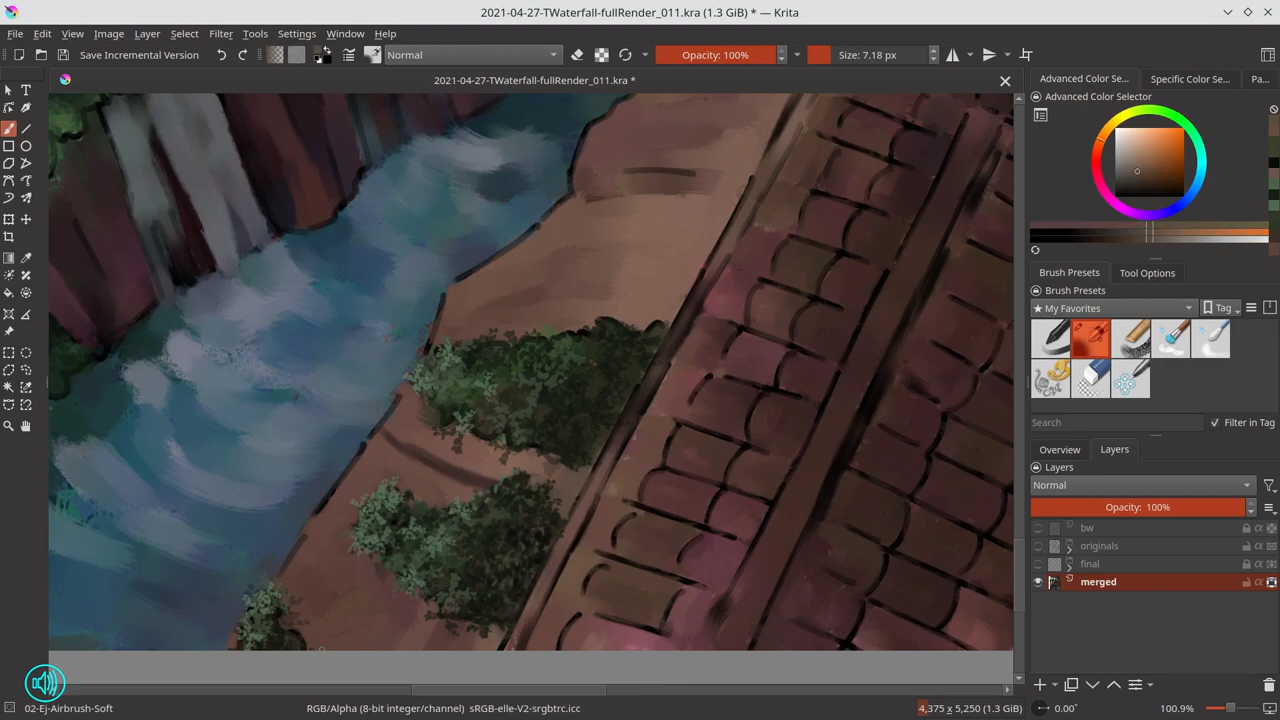 2021-04-27-TWaterfall-fullRender_011.kra (1.3 GiB) * — Krita
File Edit View Image Layer Select Filter Tools Settings Window Help
Save Incremental Version Normal Opacity: 100% Size: 7.18 px
2021-04-27-TWaterfall-fullRender_011.kra *
Advanced Color Se... Specific Color Se... Pa...
Advanced Color Selector
Brush Presets Tool Options
Brush Presets
★ My Favorites Tag
Search Filter in Tag
Overview Layers
Layers
Normal
Opacity: 100%
bw
originals
final
merged
02-Ej-Airbrush-Soft RGB/Alpha (8-bit integer/channel) sRGB-elle-V2-srgbtrc.icc 4,375 x 5,250 (1.3 GiB) 0.00° 100.9%